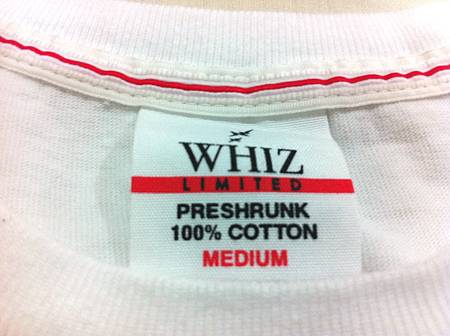 WHIZ
LIMITED
PRESHRUNK
100% COTTON
MEDIUM